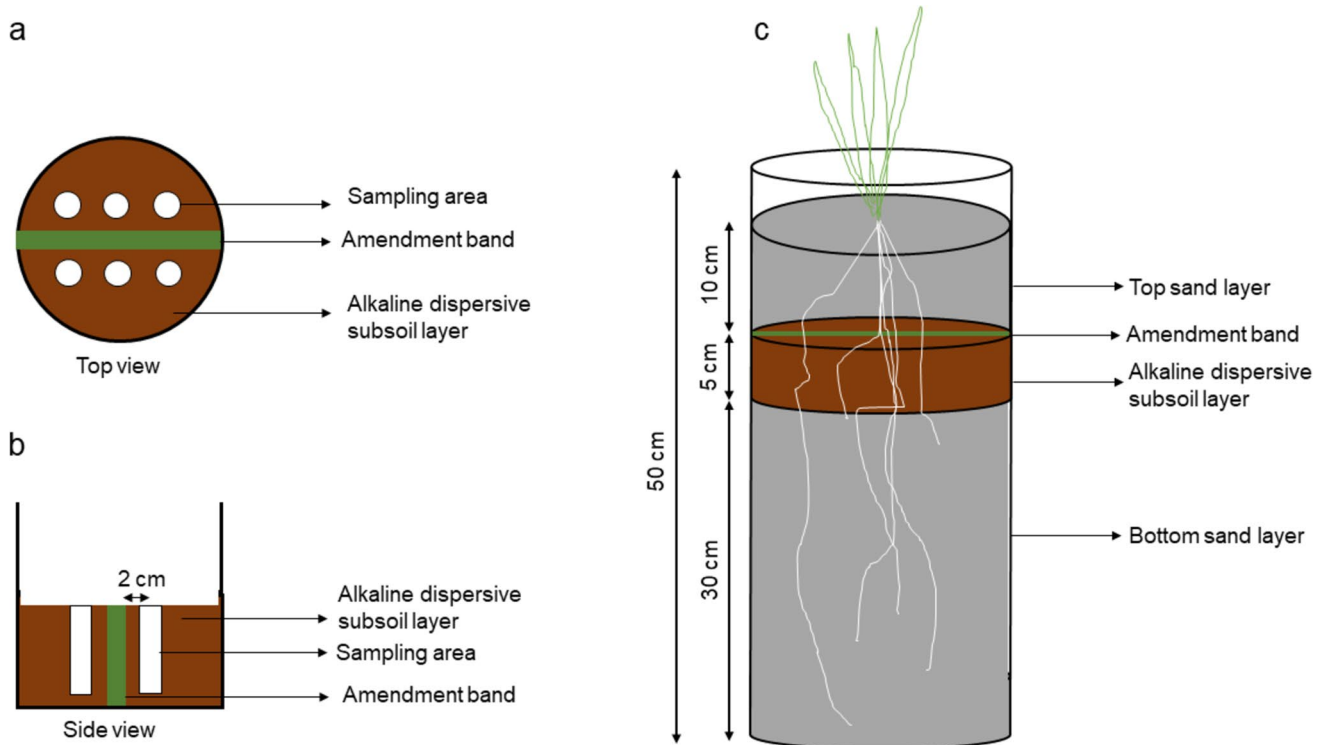 a
Sampling area
Amendment band
Alkaline dispersive
subsoil layer
Top view
b
2 cm
Alkaline dispersive
subsoil layer
Sampling area
Amendment band
Side view
c
50 cm
10 cm
5 cm
30 cm
Top sand layer
Amendment band
Alkaline dispersive
subsoil layer
Bottom sand layer